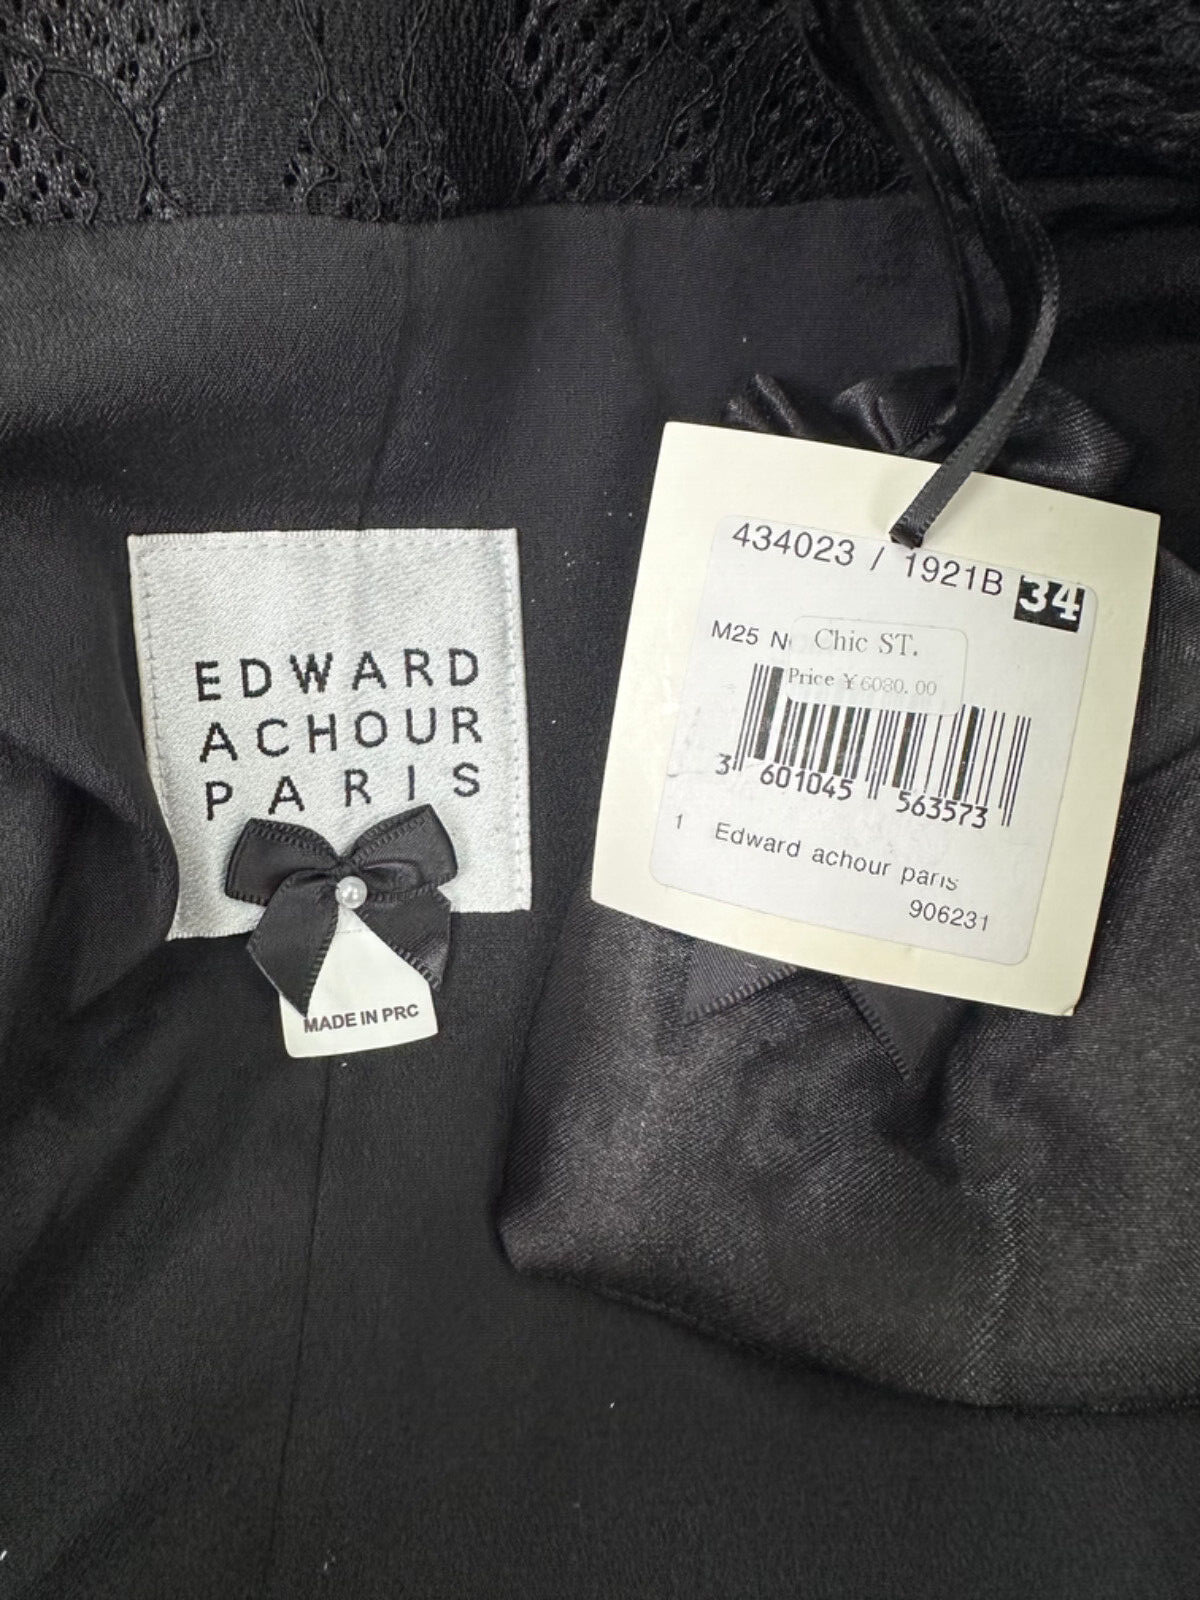 EDWARD
ACHOUR
PARIS
MADE IN PRC
434023 / 1921B 34
M25 N
Chic ST.
Price ¥6080.00
3 601045 563573
1 Edward achour paris
906231